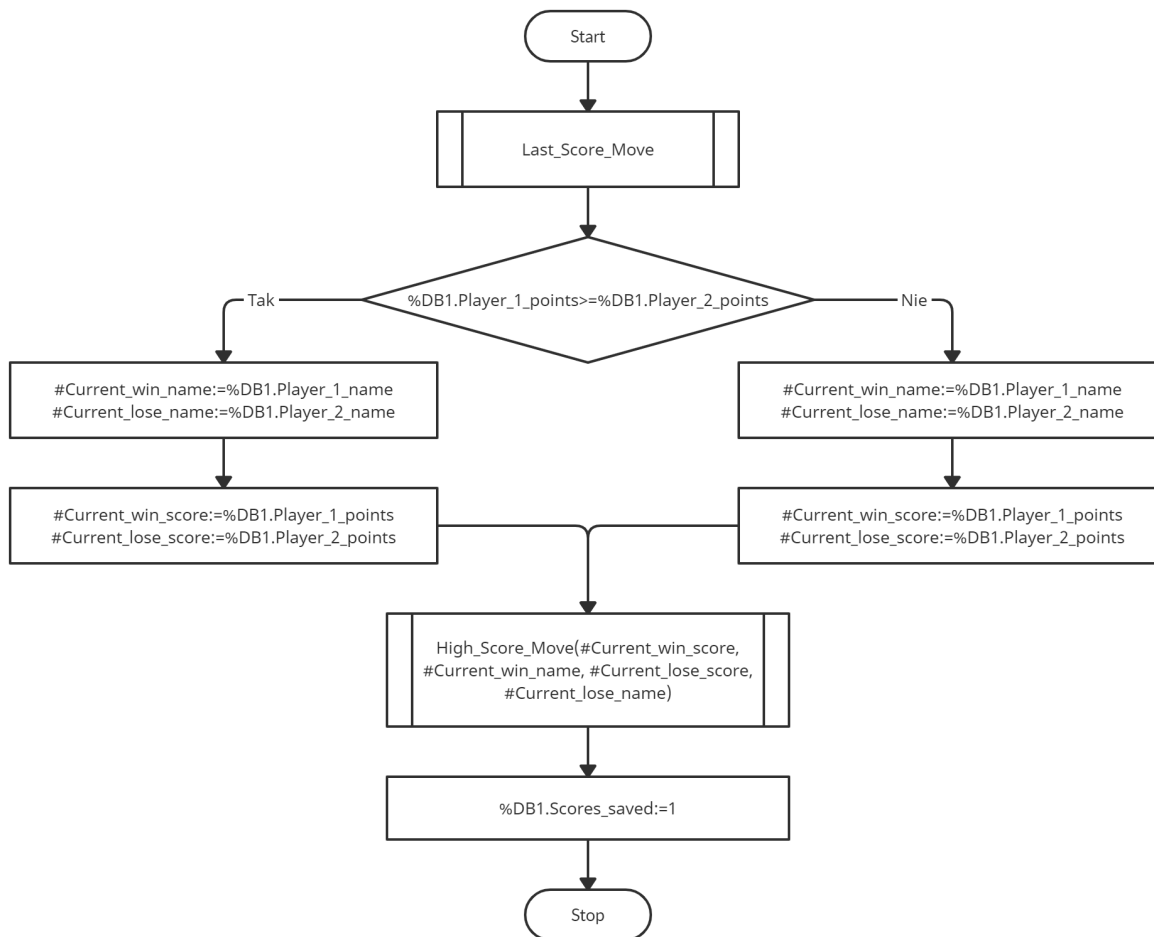 Start
Last_Score_Move
%DB1.Player_1_points>=%DB1.Player_2_points
Tak
Nie
#Current_win_name:=%DB1.Player_1_name
#Current_lose_name:=%DB1.Player_2_name
#Current_win_name:=%DB1.Player_1_name
#Current_lose_name:=%DB1.Player_2_name
#Current_win_score:=%DB1.Player_1_points
#Current_lose_score:=%DB1.Player_2_points
#Current_win_score:=%DB1.Player_1_points
#Current_lose_score:=%DB1.Player_2_points
High_Score_Move(#Current_win_score,
#Current_win_name, #Current_lose_score,
#Current_lose_name)
%DB1.Scores_saved:=1
Stop